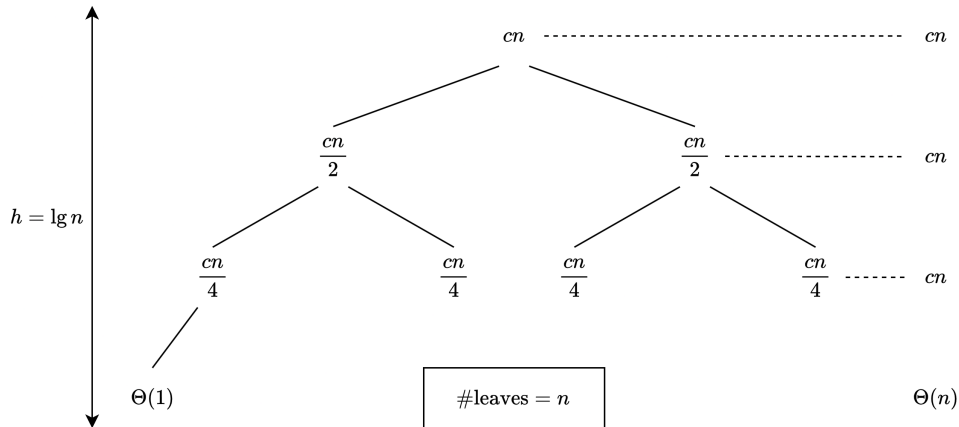 cn cn
cn/2 cn/2 cn
h = lg n
cn/4 cn/4 cn/4 cn/4 cn
Θ(1) #leaves = n Θ(n)